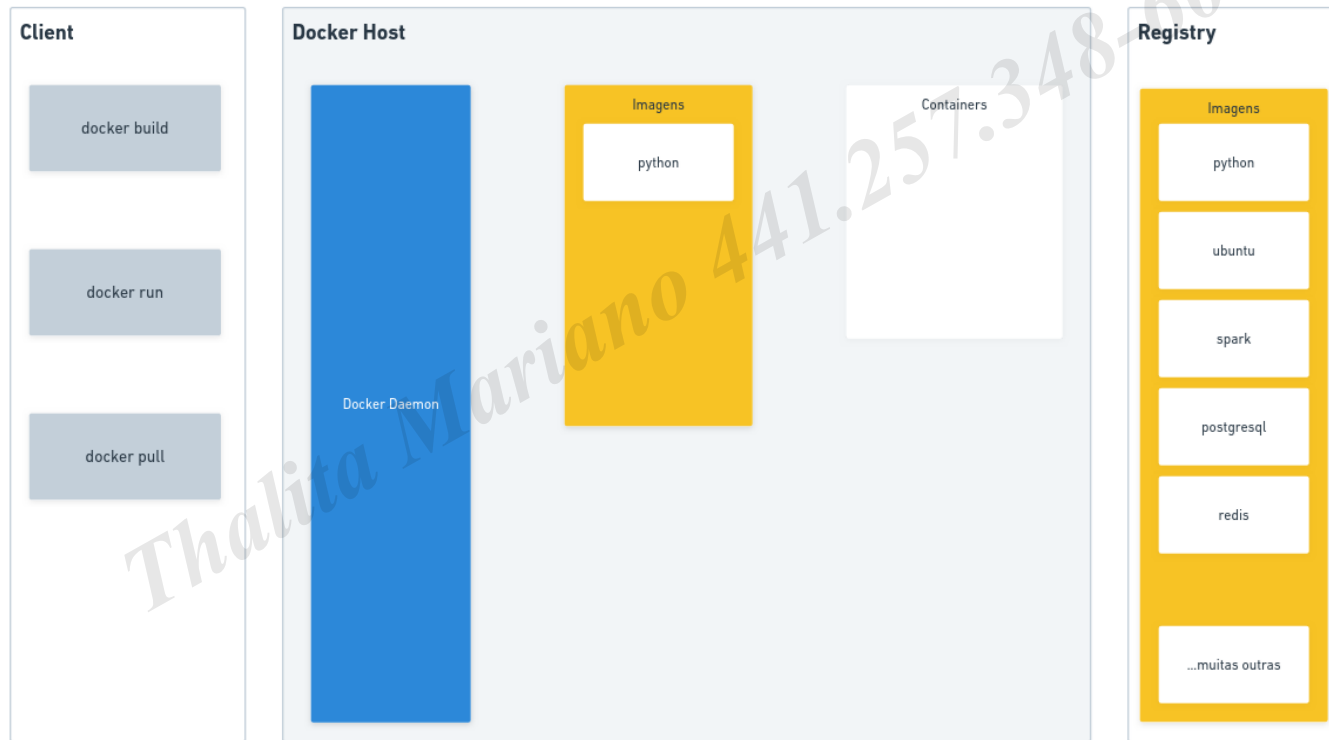 Client
docker build
docker run
docker pull
Docker Host
Docker Daemon
Imagens
python
Containers
Registry
Imagens
python
ubuntu
spark
postgresql
redis
...muitas outras
Thalita Mariano 441.257.348-